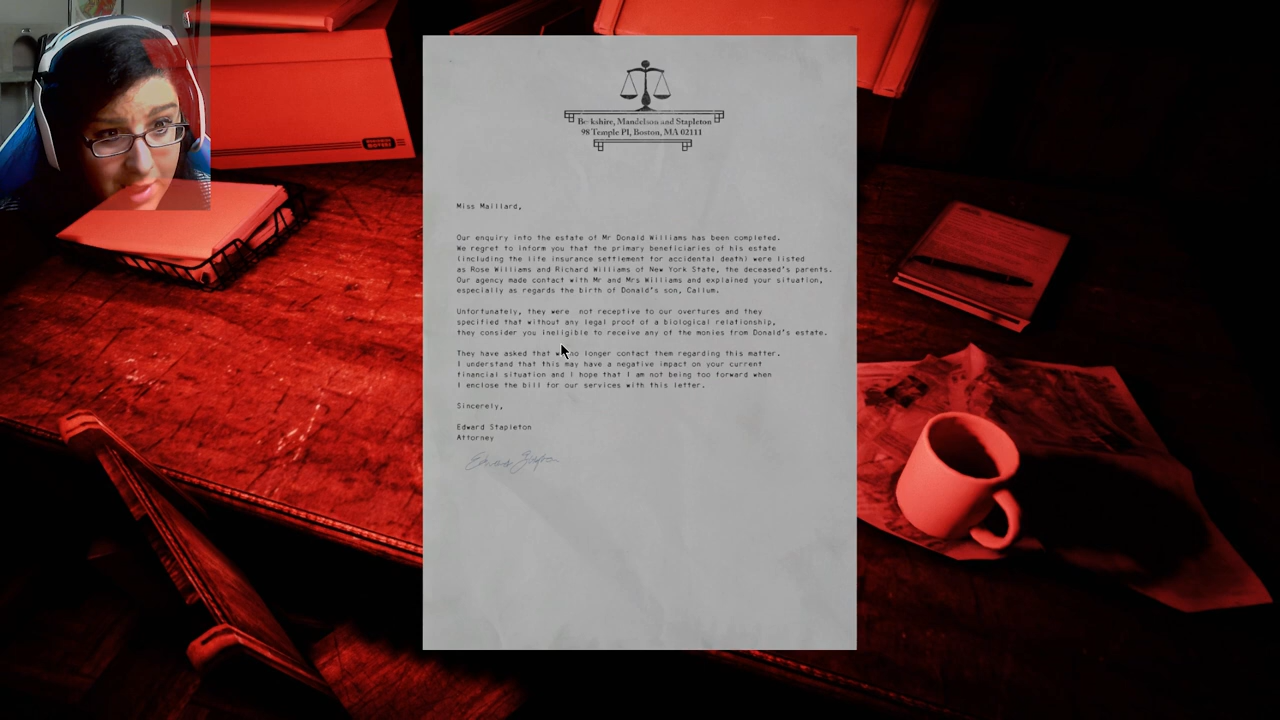 Berkshire, Mandelson and Stapleton
98 Temple Pl, Boston, MA 02111
Miss Maillard,
Our enquiry into the estate of Mr Donald Williams has been completed.
We regret to inform you that the primary beneficiaries of his estate
(including the life insurance settlement for accidental death) were listed
as Rose Williams and Richard Williams of New York State, the deceased's parents.
Our agency made contact with Mr and Mrs Williams and explained your situation,
especially as regards the birth of Donald's son, Callum.
Unfortunately, they were not receptive to our overtures and they
specified that without any legal proof of a biological relationship,
they consider you ineligible to receive any of the monies from Donald's estate.
They have asked that we no longer contact them regarding this matter.
I understand that this may have a negative impact on your current
financial situation and I hope that I am not being too forward when
I enclose the bill for our services with this letter.
Sincerely,
Edward Stapleton
Attorney